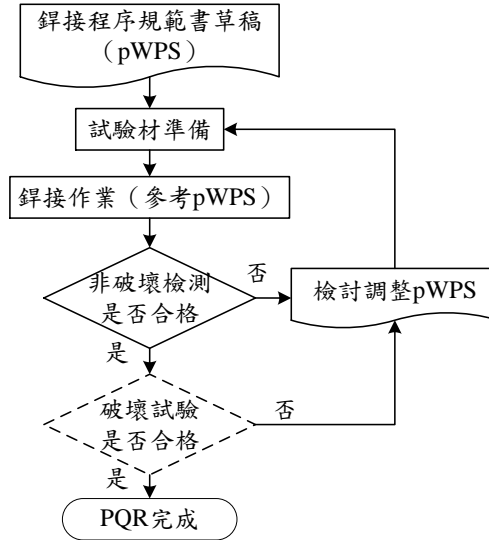 銲接程序規範書草稿
（pWPS）
試驗材準備
銲接作業（參考pWPS）
非破壞檢測
是否合格
否
檢討調整pWPS
是
破壞試驗
是否合格
否
是
PQR完成